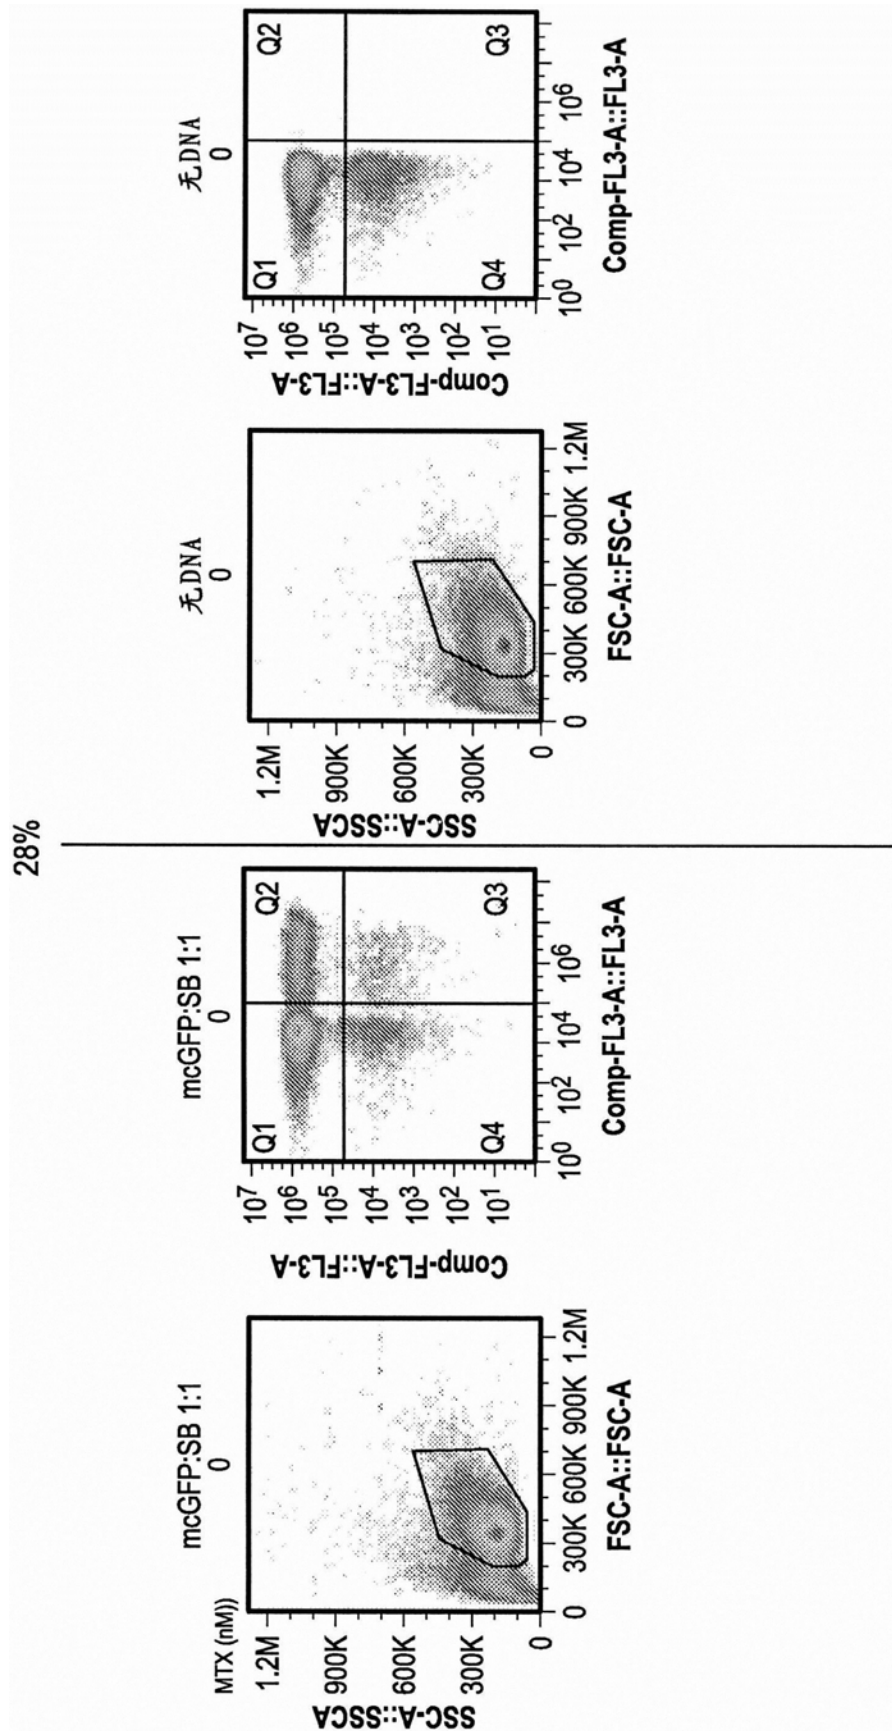 28%
mcGFP:SB 1:1
0
MTX (nM))
1.2M
900K
600K
300K
0
SSC-A::SSCA
0 300K 600K 900K 1.2M
FSC-A::FSC-A
mcGFP:SB 1:1
0
Q1 Q2
Q4 Q3
10⁷
10⁶
10⁵
10⁴
10³
10²
10¹
Comp-FL3-A::FL3-A
10⁰ 10² 10⁴ 10⁶
Comp-FL3-A::FL3-A
无DNA
0
1.2M
900K
600K
300K
0
SSC-A::SSCA
0 300K 600K 900K 1.2M
FSC-A::FSC-A
无DNA
0
Q1 Q2
Q4 Q3
10⁷
10⁶
10⁵
10⁴
10³
10²
10¹
Comp-FL3-A::FL3-A
10⁰ 10² 10⁴ 10⁶
Comp-FL3-A::FL3-A